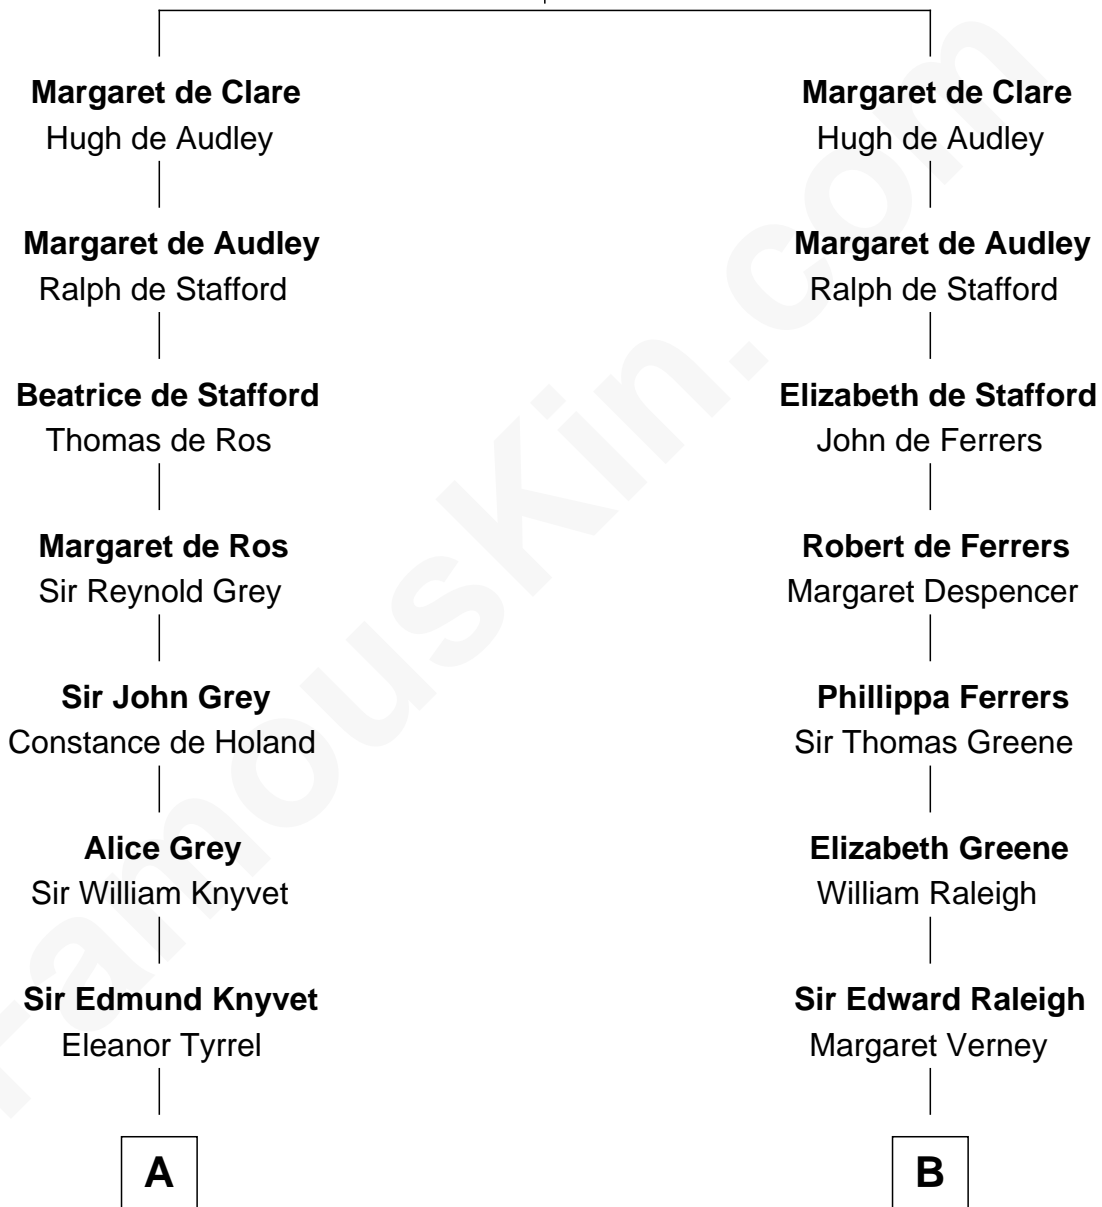 Margaret de Clare
Hugh de Audley
Margaret de Audley
Ralph de Stafford
Beatrice de Stafford
Thomas de Ros
Margaret de Ros
Sir Reynold Grey
Sir John Grey
Constance de Holand
Alice Grey
Sir William Knyvet
Sir Edmund Knyvet
Eleanor Tyrrel
A
Margaret de Clare
Hugh de Audley
Margaret de Audley
Ralph de Stafford
Elizabeth de Stafford
John de Ferrers
Robert de Ferrers
Margaret Despencer
Phillippa Ferrers
Sir Thomas Greene
Elizabeth Greene
William Raleigh
Sir Edward Raleigh
Margaret Verney
B
FamousKin.com